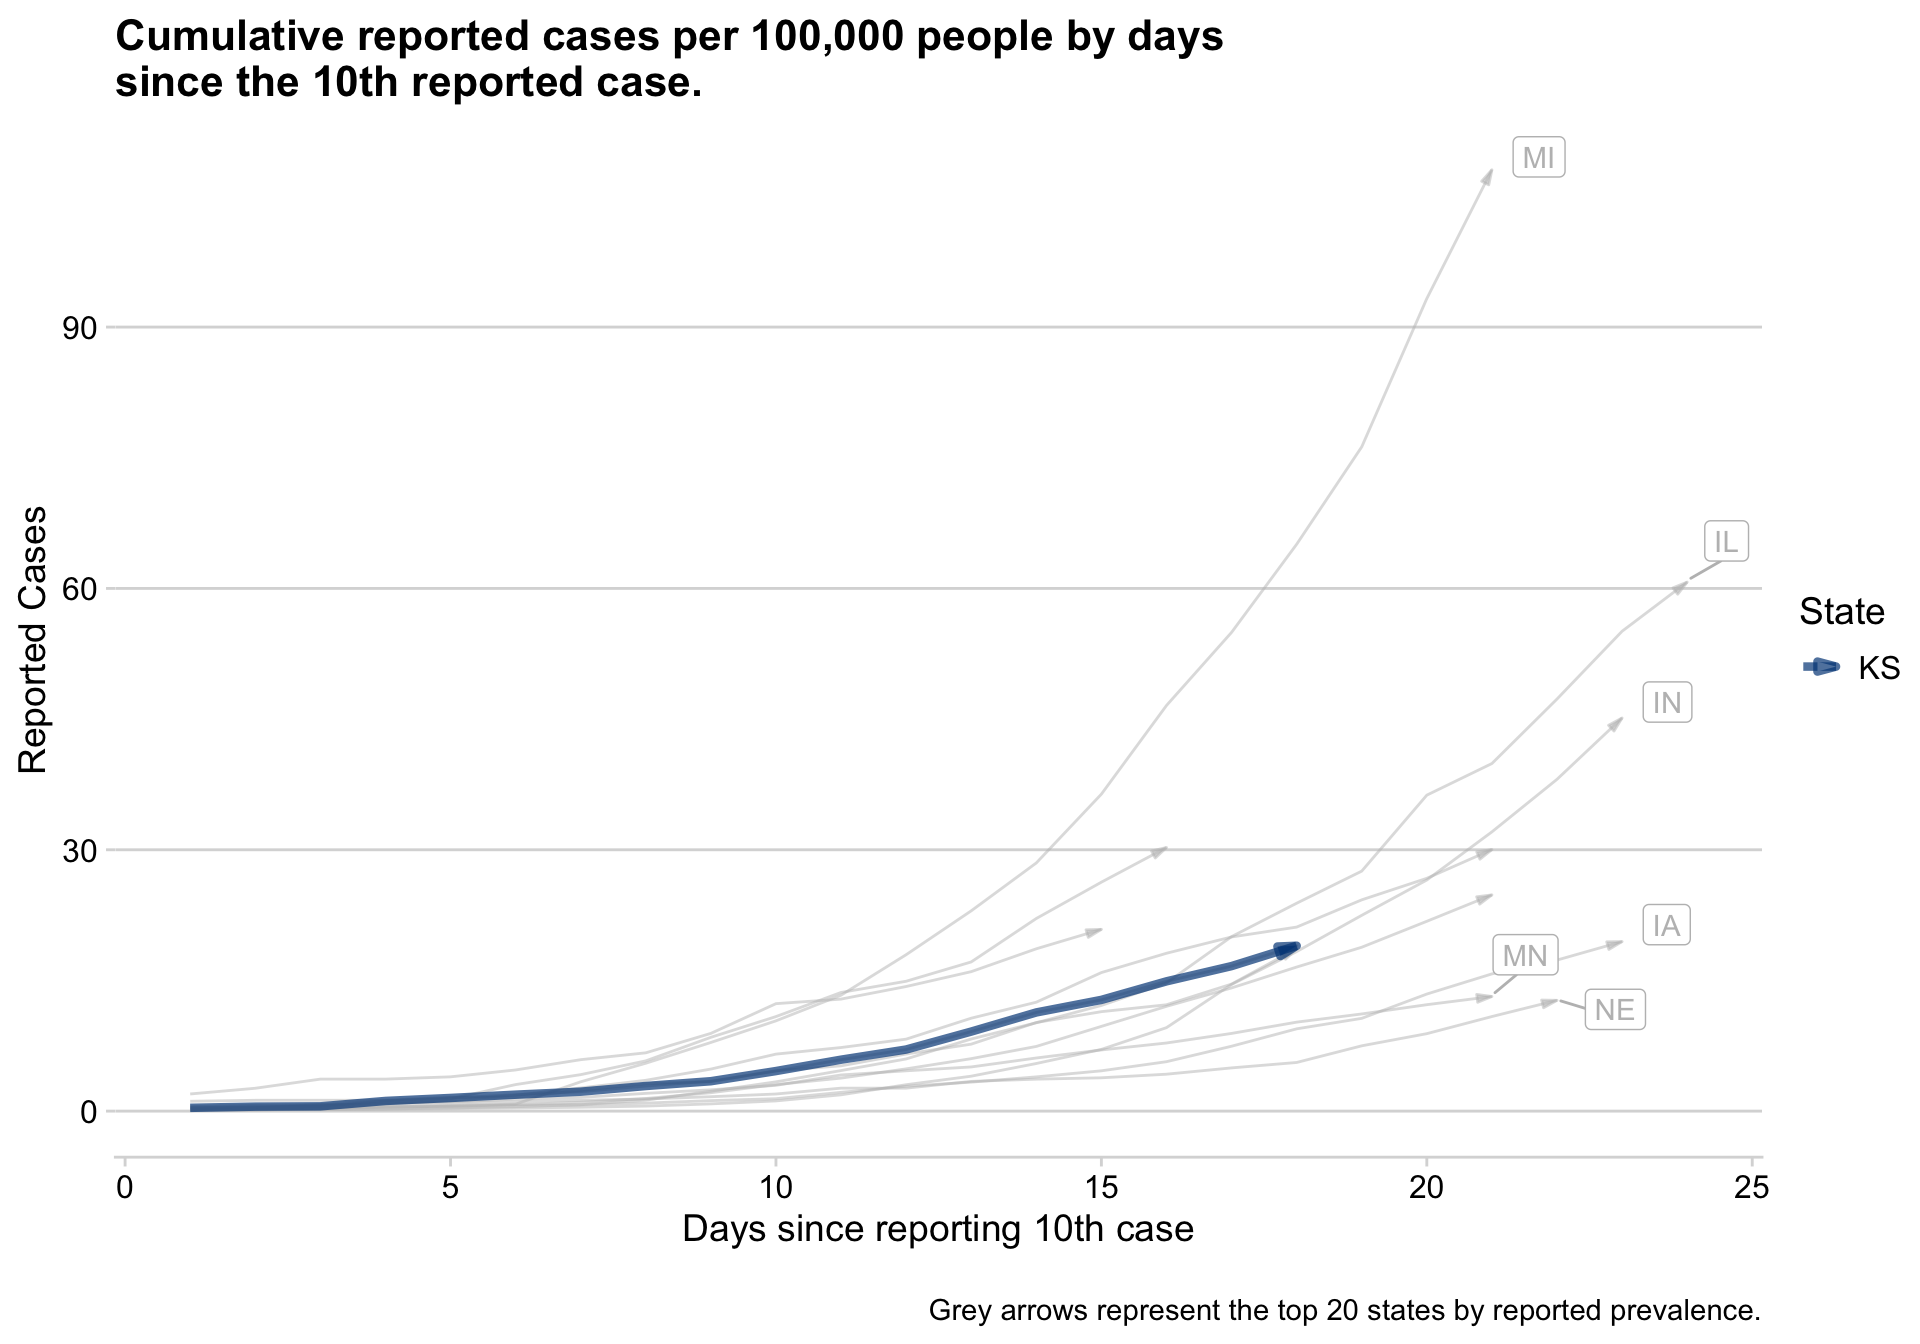 Cumulative reported cases per 100,000 people by days
since the 10th reported case.
MI
90
IL
60
State
KS
IN
Reported Cases
30
IA
MN
NE
0
0 5 10 15 20 25
Days since reporting 10th case
Grey arrows represent the top 20 states by reported prevalence.